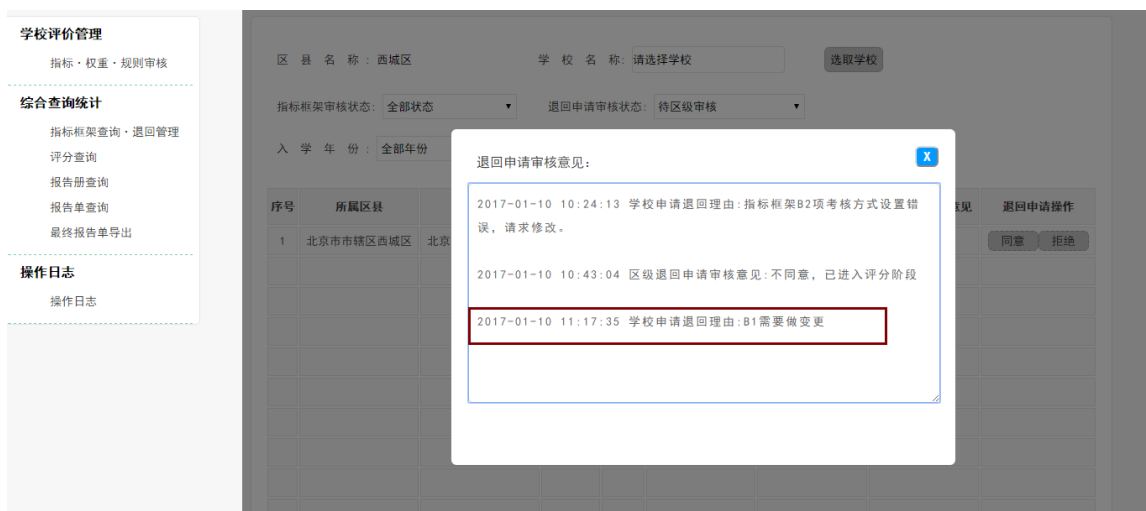 学校评价管理
指标·权重·规则审核
综合查询统计
指标框架查询·退回管理
评分查询
报告册查询
报告单查询
最终报告单导出
操作日志
操作日志
区县名称:西城区 学校名称:请选择学校 选取学校
指标框架审核状态: 全部状态 退回申请审核状态: 待区级审核
入学年份: 全部年份
序号 所属区县 意见 退回申请操作
1 北京市市辖区西城区 北京 同意 拒绝
退回申请审核意见: X
2017-01-10 10:24:13 学校申请退回理由:指标框架B2项考核方式设置错
误，请求修改。
2017-01-10 10:43:04 区级退回申请审核意见:不同意，已进入评分阶段
2017-01-10 11:17:35 学校申请退回理由:B1需要做变更